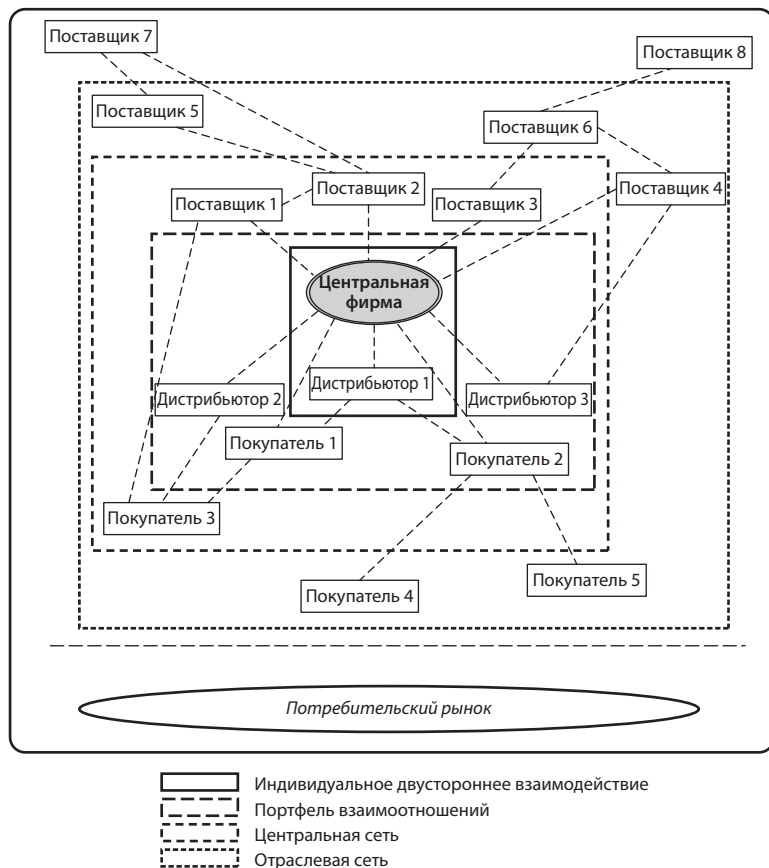 Поставщик 7
Поставщик 8
Поставщик 5
Поставщик 6
Поставщик 2
Поставщик 4
Поставщик 1
Поставщик 3
Центральная
фирма
Дистрибьютор 1
Дистрибьютор 2
Дистрибьютор 3
Покупатель 1
Покупатель 2
Покупатель 3
Покупатель 5
Покупатель 4
Потребительский рынок
Индивидуальное двустороннее взаимодействие
Портфель взаимоотношений
Центральная сеть
Отраслевая сеть